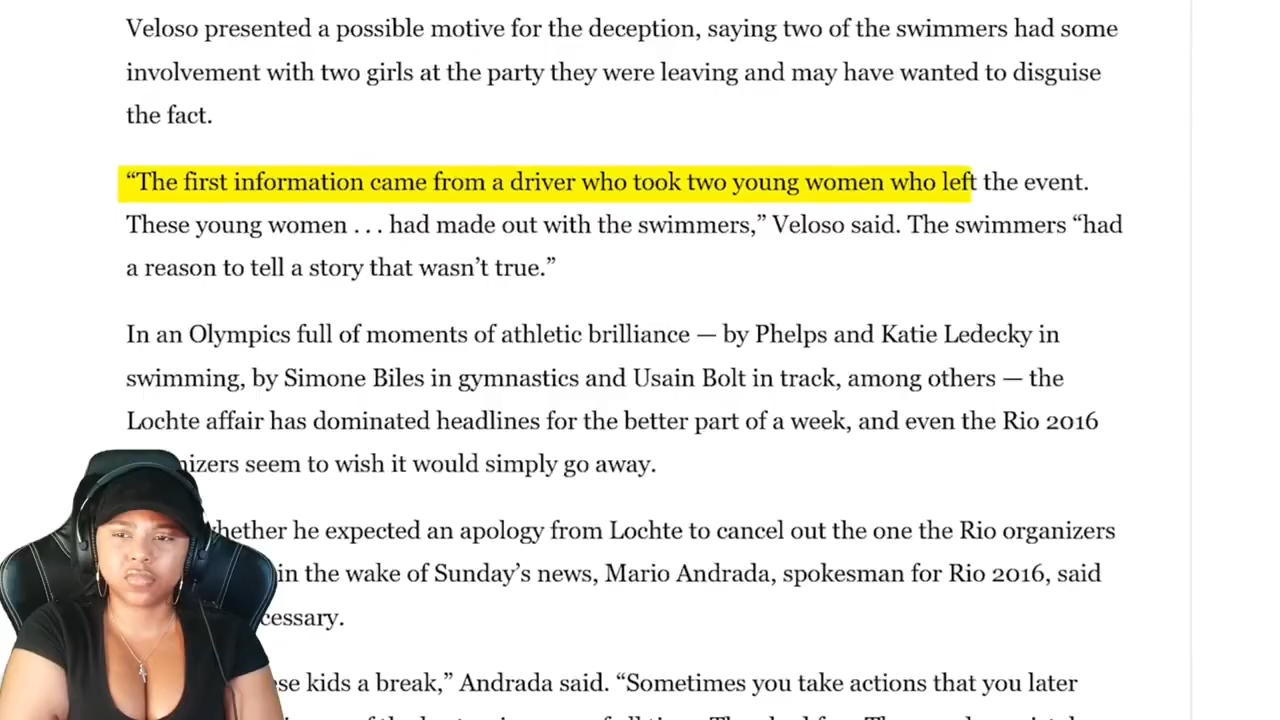 Veloso presented a possible motive for the deception, saying two of the swimmers had some
involvement with two girls at the party they were leaving and may have wanted to disguise
the fact.
“The first information came from a driver who took two young women who left the event.
These young women . . . had made out with the swimmers,” Veloso said. The swimmers “had
a reason to tell a story that wasn’t true.”
In an Olympics full of moments of athletic brilliance — by Phelps and Katie Ledecky in
swimming, by Simone Biles in gymnastics and Usain Bolt in track, among others — the
Lochte affair has dominated headlines for the better part of a week, and even the Rio 2016
nizers seem to wish it would simply go away.
hether he expected an apology from Lochte to cancel out the one the Rio organizers
in the wake of Sunday’s news, Mario Andrada, spokesman for Rio 2016, said
cessary.
se kids a break,” Andrada said. “Sometimes you take actions that you later